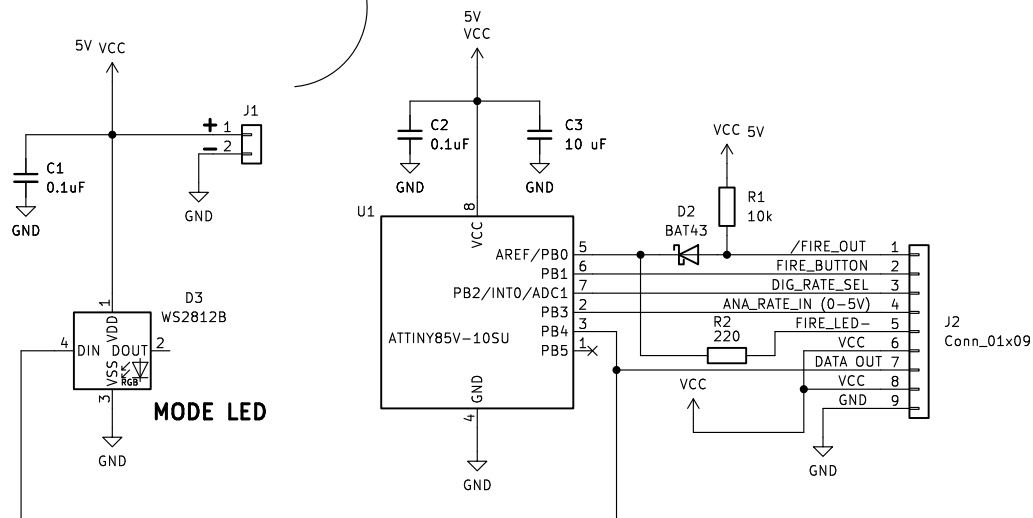 5V VCC
J1
+ 1
− 2
C1
0.1uF
GND
GND
D3
WS2812B
1
VDD
4 DIN DOUT 2
VSS
RGB
3
GND
MODE LED
5V
VCC
C2
0.1uF
C3
10 uF
GND
GND
U1
8
VCC
AREF/PB0 5
PB1 6
PB2/INT0/ADC1 7
PB3 2
PB4 3
PB5 1
ATTINY85V-10SU
GND
4
GND
VCC 5V
R1
10k
D2
BAT43
/FIRE_OUT 1
FIRE_BUTTON 2
DIG_RATE_SEL 3
ANA_RATE_IN (0-5V) 4
R2
220
FIRE_LED- 5
VCC 6
DATA OUT 7
VCC 8
GND 9
J2
Conn_01x09
VCC
GND